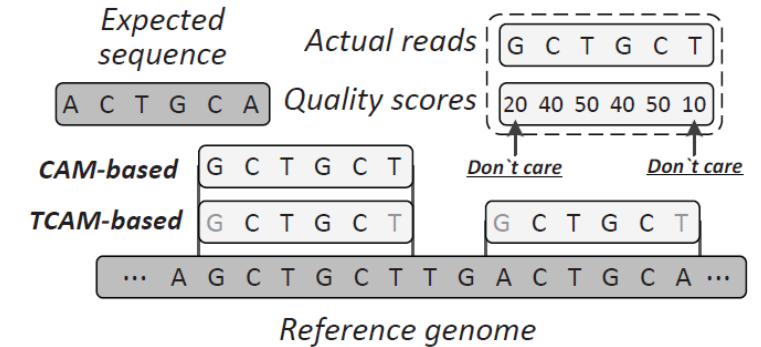 Expected
sequence
A C T G C A
Actual reads
G C T G C T
Quality scores
20 40 50 40 50 10
Don`t care
Don`t care
CAM-based
G C T G C T
TCAM-based
G C T G C T
G C T G C T
··· A G C T G C T T G A C T G C A ···
Reference genome